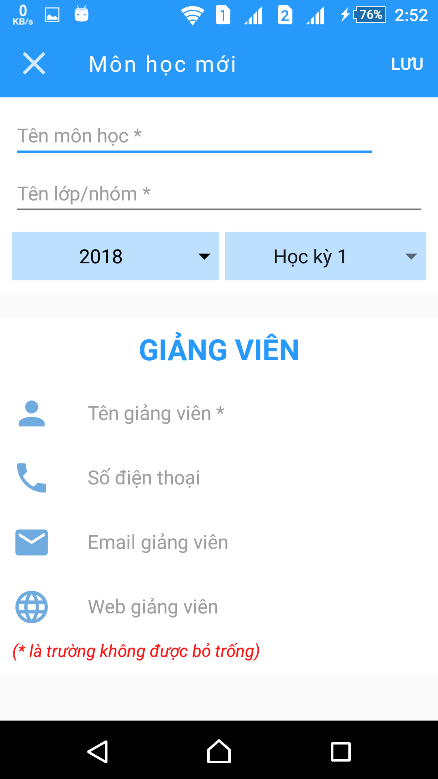 0 KB/s 1 2 76% 2:52
Môn học mới LƯU
Tên môn học *
Tên lớp/nhóm *
2018 Học kỳ 1
GIẢNG VIÊN
Tên giảng viên *
Số điện thoại
Email giảng viên
Web giảng viên
(* là trường không được bỏ trống)